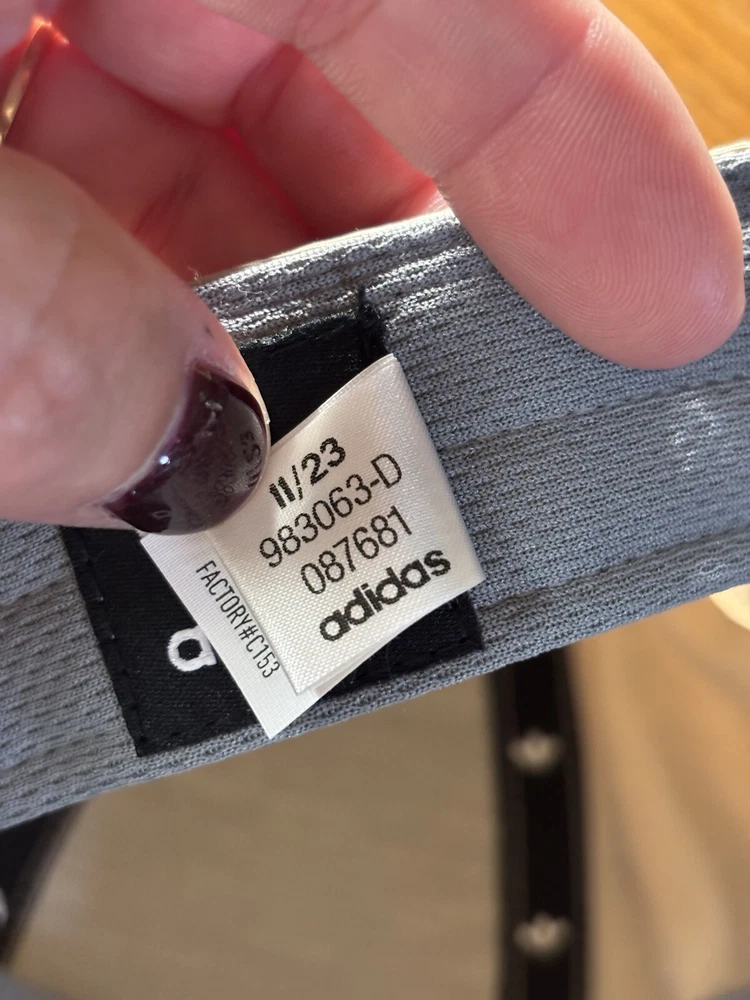 11/23
983063-D
087681
adidas
FACTORY#C153
a